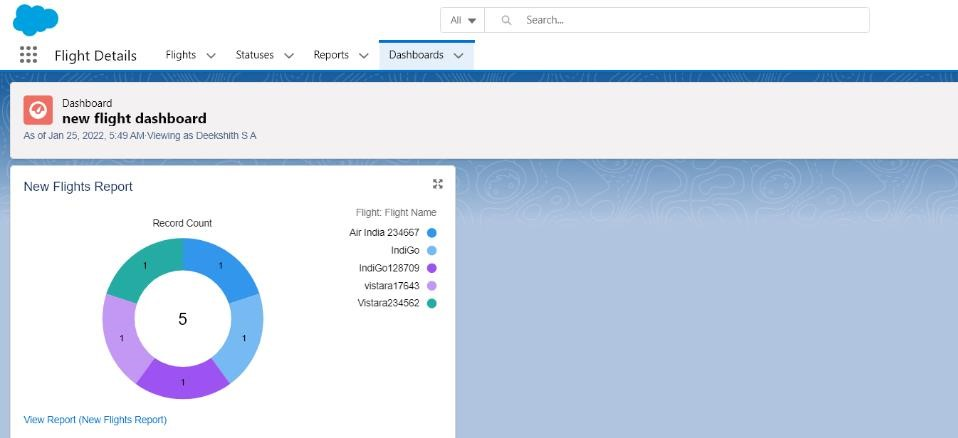 All
Search...
Flight Details
Flights
Statuses
Reports
Dashboards
Dashboard
new flight dashboard
As of Jan 25, 2022, 5:49 AM·Viewing as Deekshith S A
New Flights Report
Record Count
1
1
1
1
1
5
Flight: Flight Name
Air India 234667
IndiGo
IndiGo128709
vistara17643
Vistara234562
View Report (New Flights Report)